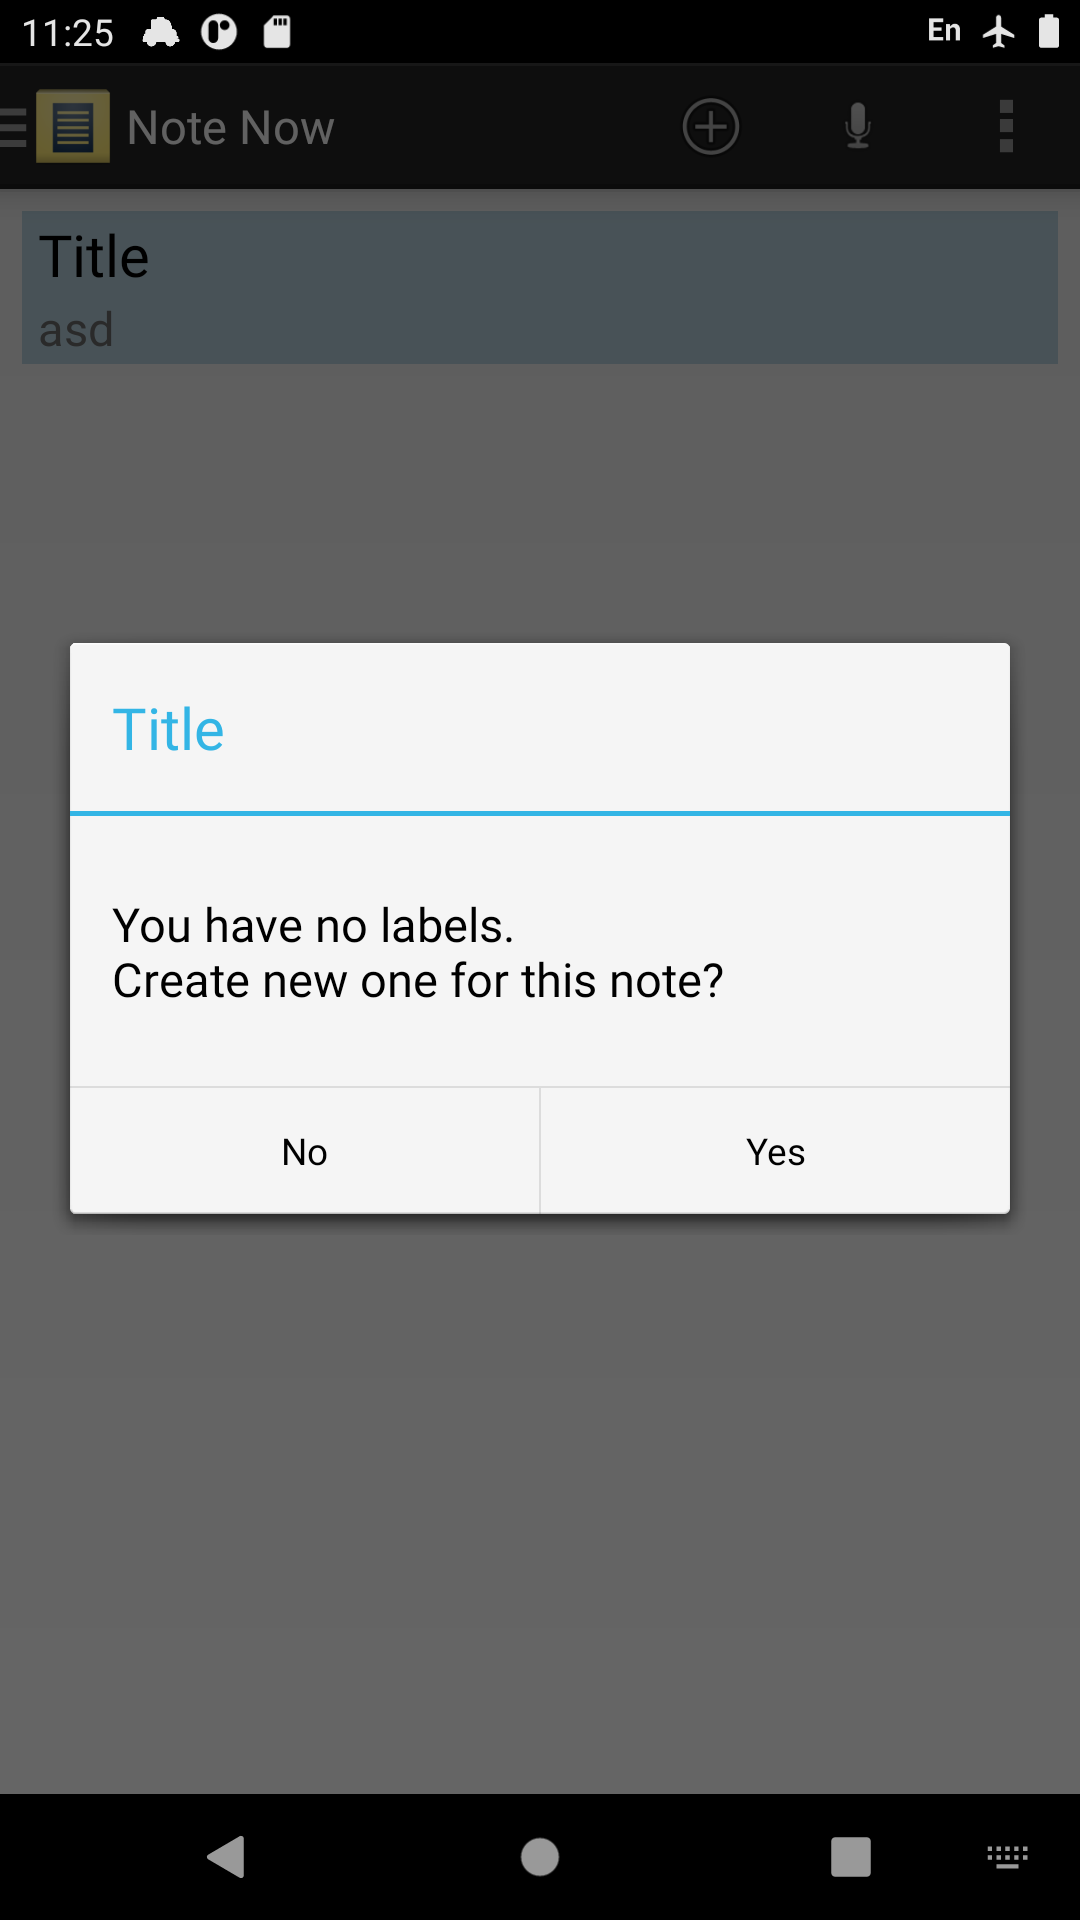 11:25 En
Note Now
Title
asd
Title
You have no labels.
Create new one for this note?
No Yes